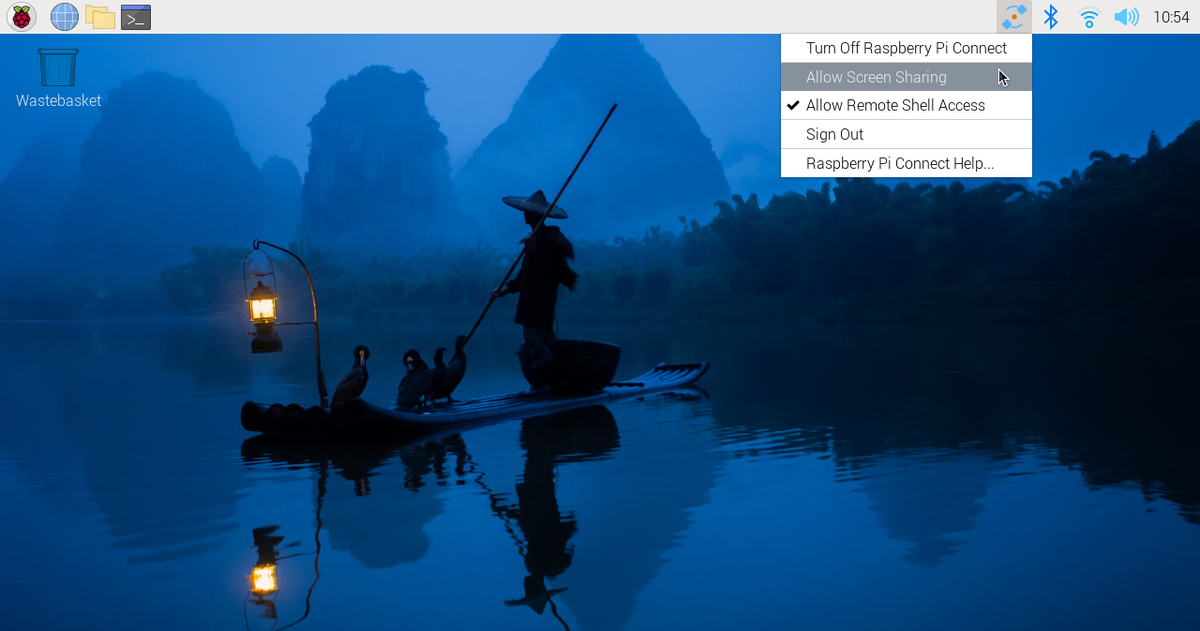 10:54
Wastebasket
Turn Off Raspberry Pi Connect
Allow Screen Sharing
Allow Remote Shell Access
Sign Out
Raspberry Pi Connect Help...